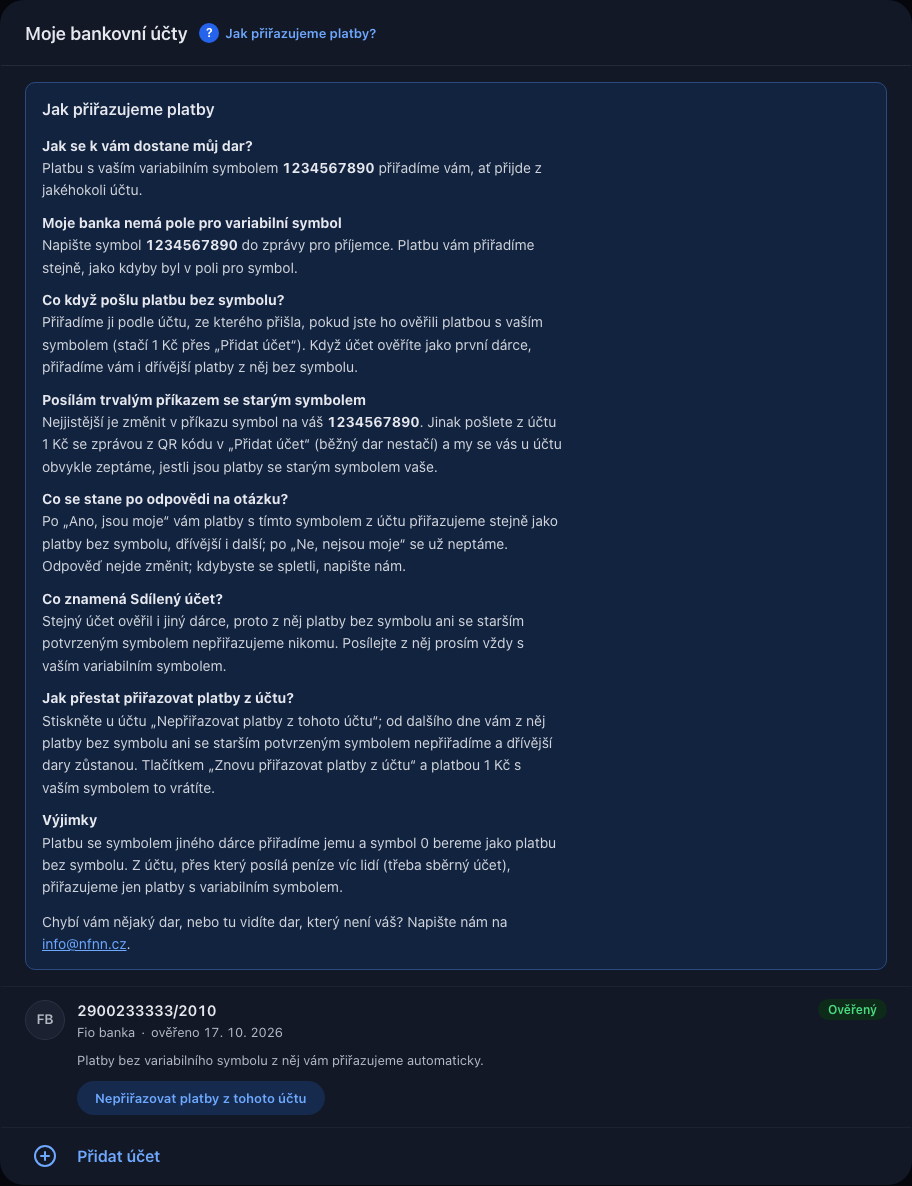 Moje bankovní účty
? Jak přiřazujeme platby?
Jak přiřazujeme platby
Jak se k vám dostane můj dar?
Platbu s vaším variabilním symbolem 1234567890 přiřadíme vám, ať přijde z
jakéhokoli účtu.
Moje banka nemá pole pro variabilní symbol
Napište symbol 1234567890 do zprávy pro příjemce. Platbu vám přiřadíme
stejně, jako kdyby byl v poli pro symbol.
Co když pošlu platbu bez symbolu?
Přiřadíme ji podle účtu, ze kterého přišla, pokud jste ho ověřili platbou s vaším
symbolem (stačí 1 Kč přes „Přidat účet“). Když účet ověříte jako první dárce,
přiřadíme vám i dřívější platby z něj bez symbolu.
Posílám trvalým příkazem se starým symbolem
Nejjistější je změnit v příkazu symbol na váš 1234567890. Jinak pošlete z účtu
1 Kč se zprávou z QR kódu v „Přidat účet“ (běžný dar nestačí) a my se vás u účtu
obvykle zeptáme, jestli jsou platby se starým symbolem vaše.
Co se stane po odpovědi na otázku?
Po „Ano, jsou moje“ vám platby s tímto symbolem z účtu přiřazujeme stejně jako
platby bez symbolu, dřívější i další; po „Ne, nejsou moje“ se už neptáme.
Odpověď nejde změnit; kdybyste se spletli, napište nám.
Co znamená Sdílený účet?
Stejný účet ověřil i jiný dárce, proto z něj platby bez symbolu ani se starším
potvrzeným symbolem nepřiřazujeme nikomu. Posílejte z něj prosím vždy s
vaším variabilním symbolem.
Jak přestat přiřazovat platby z účtu?
Stiskněte u účtu „Nepřiřazovat platby z tohoto účtu“; od dalšího dne vám z něj
platby bez symbolu ani se starším potvrzeným symbolem nepřiřadíme a dřívější
dary zůstanou. Tlačítkem „Znovu přiřazovat platby z účtu“ a platbou 1 Kč s
vaším symbolem to vrátíte.
Výjimky
Platbu se symbolem jiného dárce přiřadíme jemu a symbol 0 bereme jako platbu
bez symbolu. Z účtu, přes který posílá peníze víc lidí (třeba sběrný účet),
přiřazujeme jen platby s variabilním symbolem.
Chybí vám nějaký dar, nebo tu vidíte dar, který není váš? Napište nám na
info@nfnn.cz.
FB
2900233333/2010
Ověřený
Fio banka · ověřeno 17. 10. 2026
Platby bez variabilního symbolu z něj vám přiřazujeme automaticky.
Nepřiřazovat platby z tohoto účtu
Přidat účet